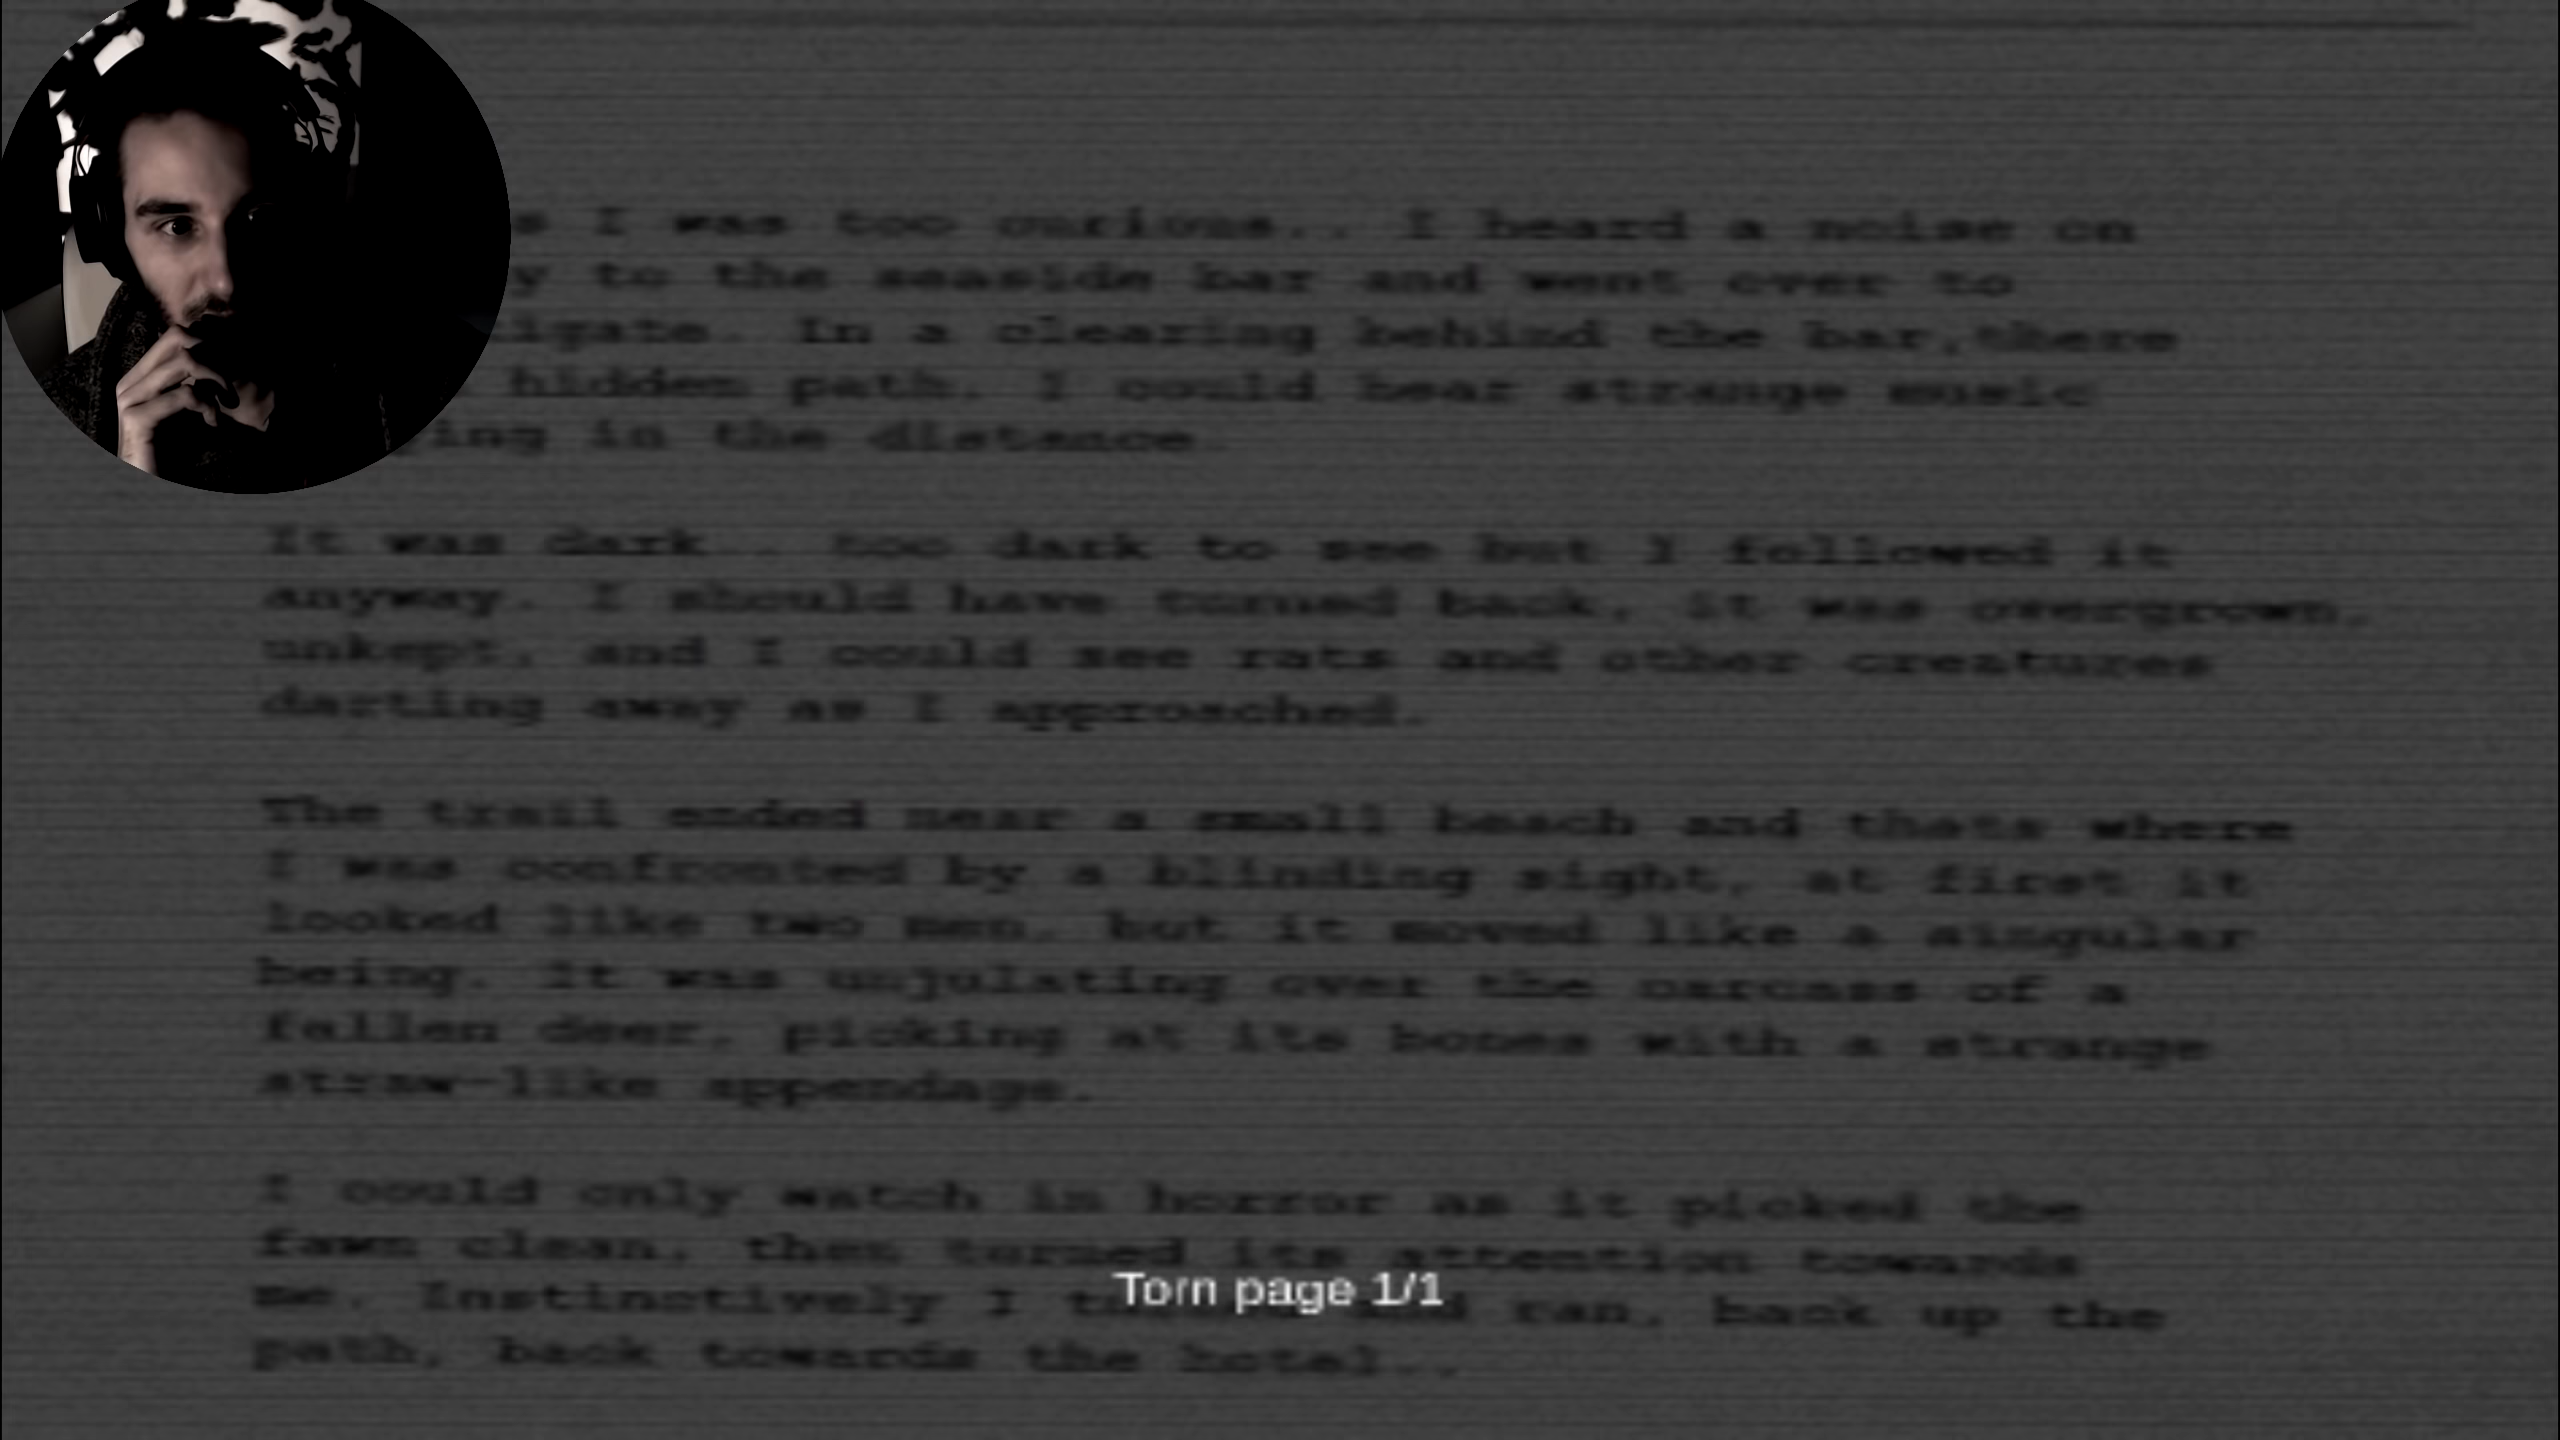 s I was too curious.. I heard a noise on
y to the seaside bar and went over to
igate. In a clearing behind the bar,there
hidden path. I could hear strange music
ing in the distance.
It was dark . too dark to see but I followed it
anyway. I should have turned back, it was overgrown,
unkept, and I could see rats and other creatures
darting away as I approached.
The trail ended near a small beach and thats where
I was confronted by a blinding sight, at first it
looked like two men, but it moved like a singular
being. It was unjulating over the carcass of a
fallen deer, picking at its bones with a strange
straw-like appendage.
I could only watch in horror as it picked the
fawn clean, then turned its attention towards
me. Instinctively I ran, back up the
Torn page 1/1
path, back towards the hotel..